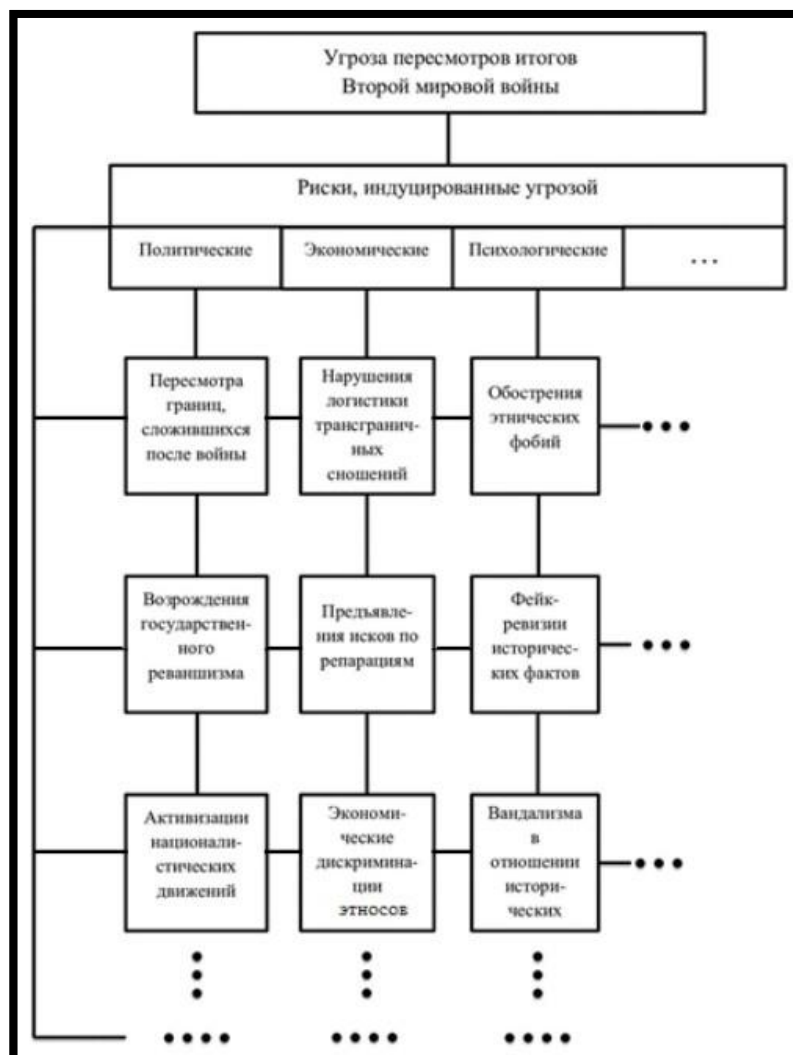 Угроза пересмотров итогов
Второй мировой войны
Риски, индуцированные угрозой
Политические
Экономические
Психологические
...
Пересмотра
границ,
сложившихся
после войны
Нарушения
логистики
трансгранич-
ных
сношений
Обострения
этнических
фобий
Возрождения
государствен-
ного
реваншизма
Предъявле-
ния исков по
репарациям
Фейк-
ревизии
историчес-
ких фактов
Активизации
национали-
стических
движений
Экономи-
ческие
дискримина-
ции
этносов
Вандализма
в
отношении
истори-
ческих